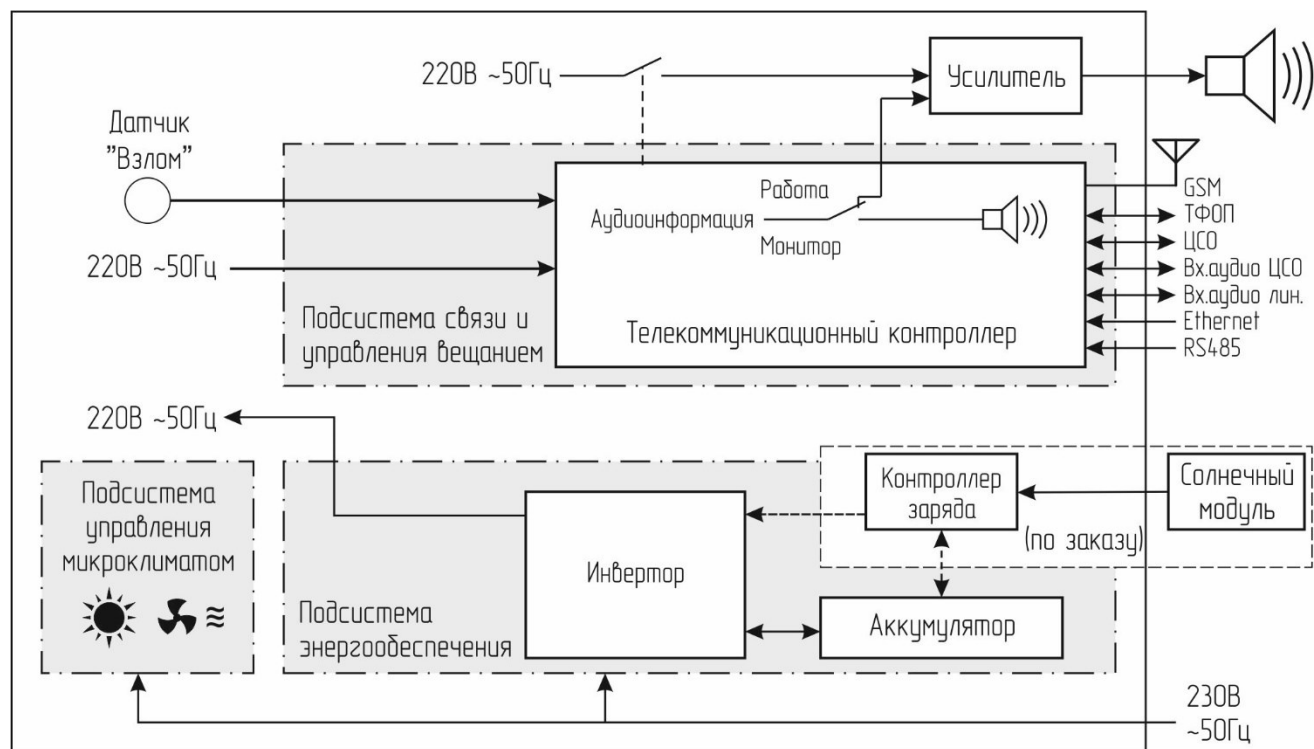 220В ~50Гц
Усилитель
Датчик
"Взлом"
Работа
Аудиоинформация
Монитор
GSM
ТФОП
ЦСО
Вх.аудио ЦСО
Вх.аудио лин.
Ethernet
RS485
220В ~50Гц
Подсистема связи и
управления вещанием
Телекоммуникационный контроллер
220В ~50Гц
Подсистема
управления
микроклиматом
Инвертор
Контроллер
заряда
Солнечный
модуль
(по заказу)
Подсистема
энергообеспечения
Аккумулятор
230В
~50Гц